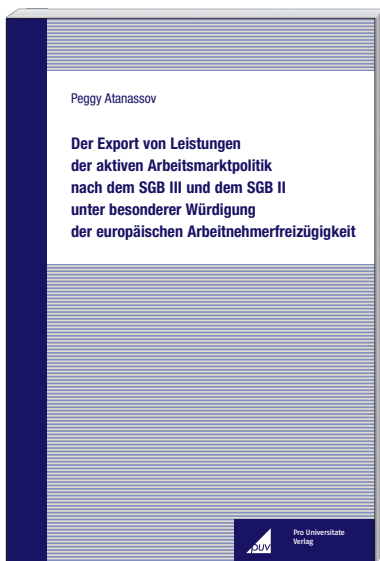 Peggy Atanassov
Der Export von Leistungen
der aktiven Arbeitsmarktpolitik
nach dem SGB III und dem SGB II
unter besonderer Würdigung
der europäischen Arbeitnehmerfreizügigkeit
puv
Pro Universitate
Verlag